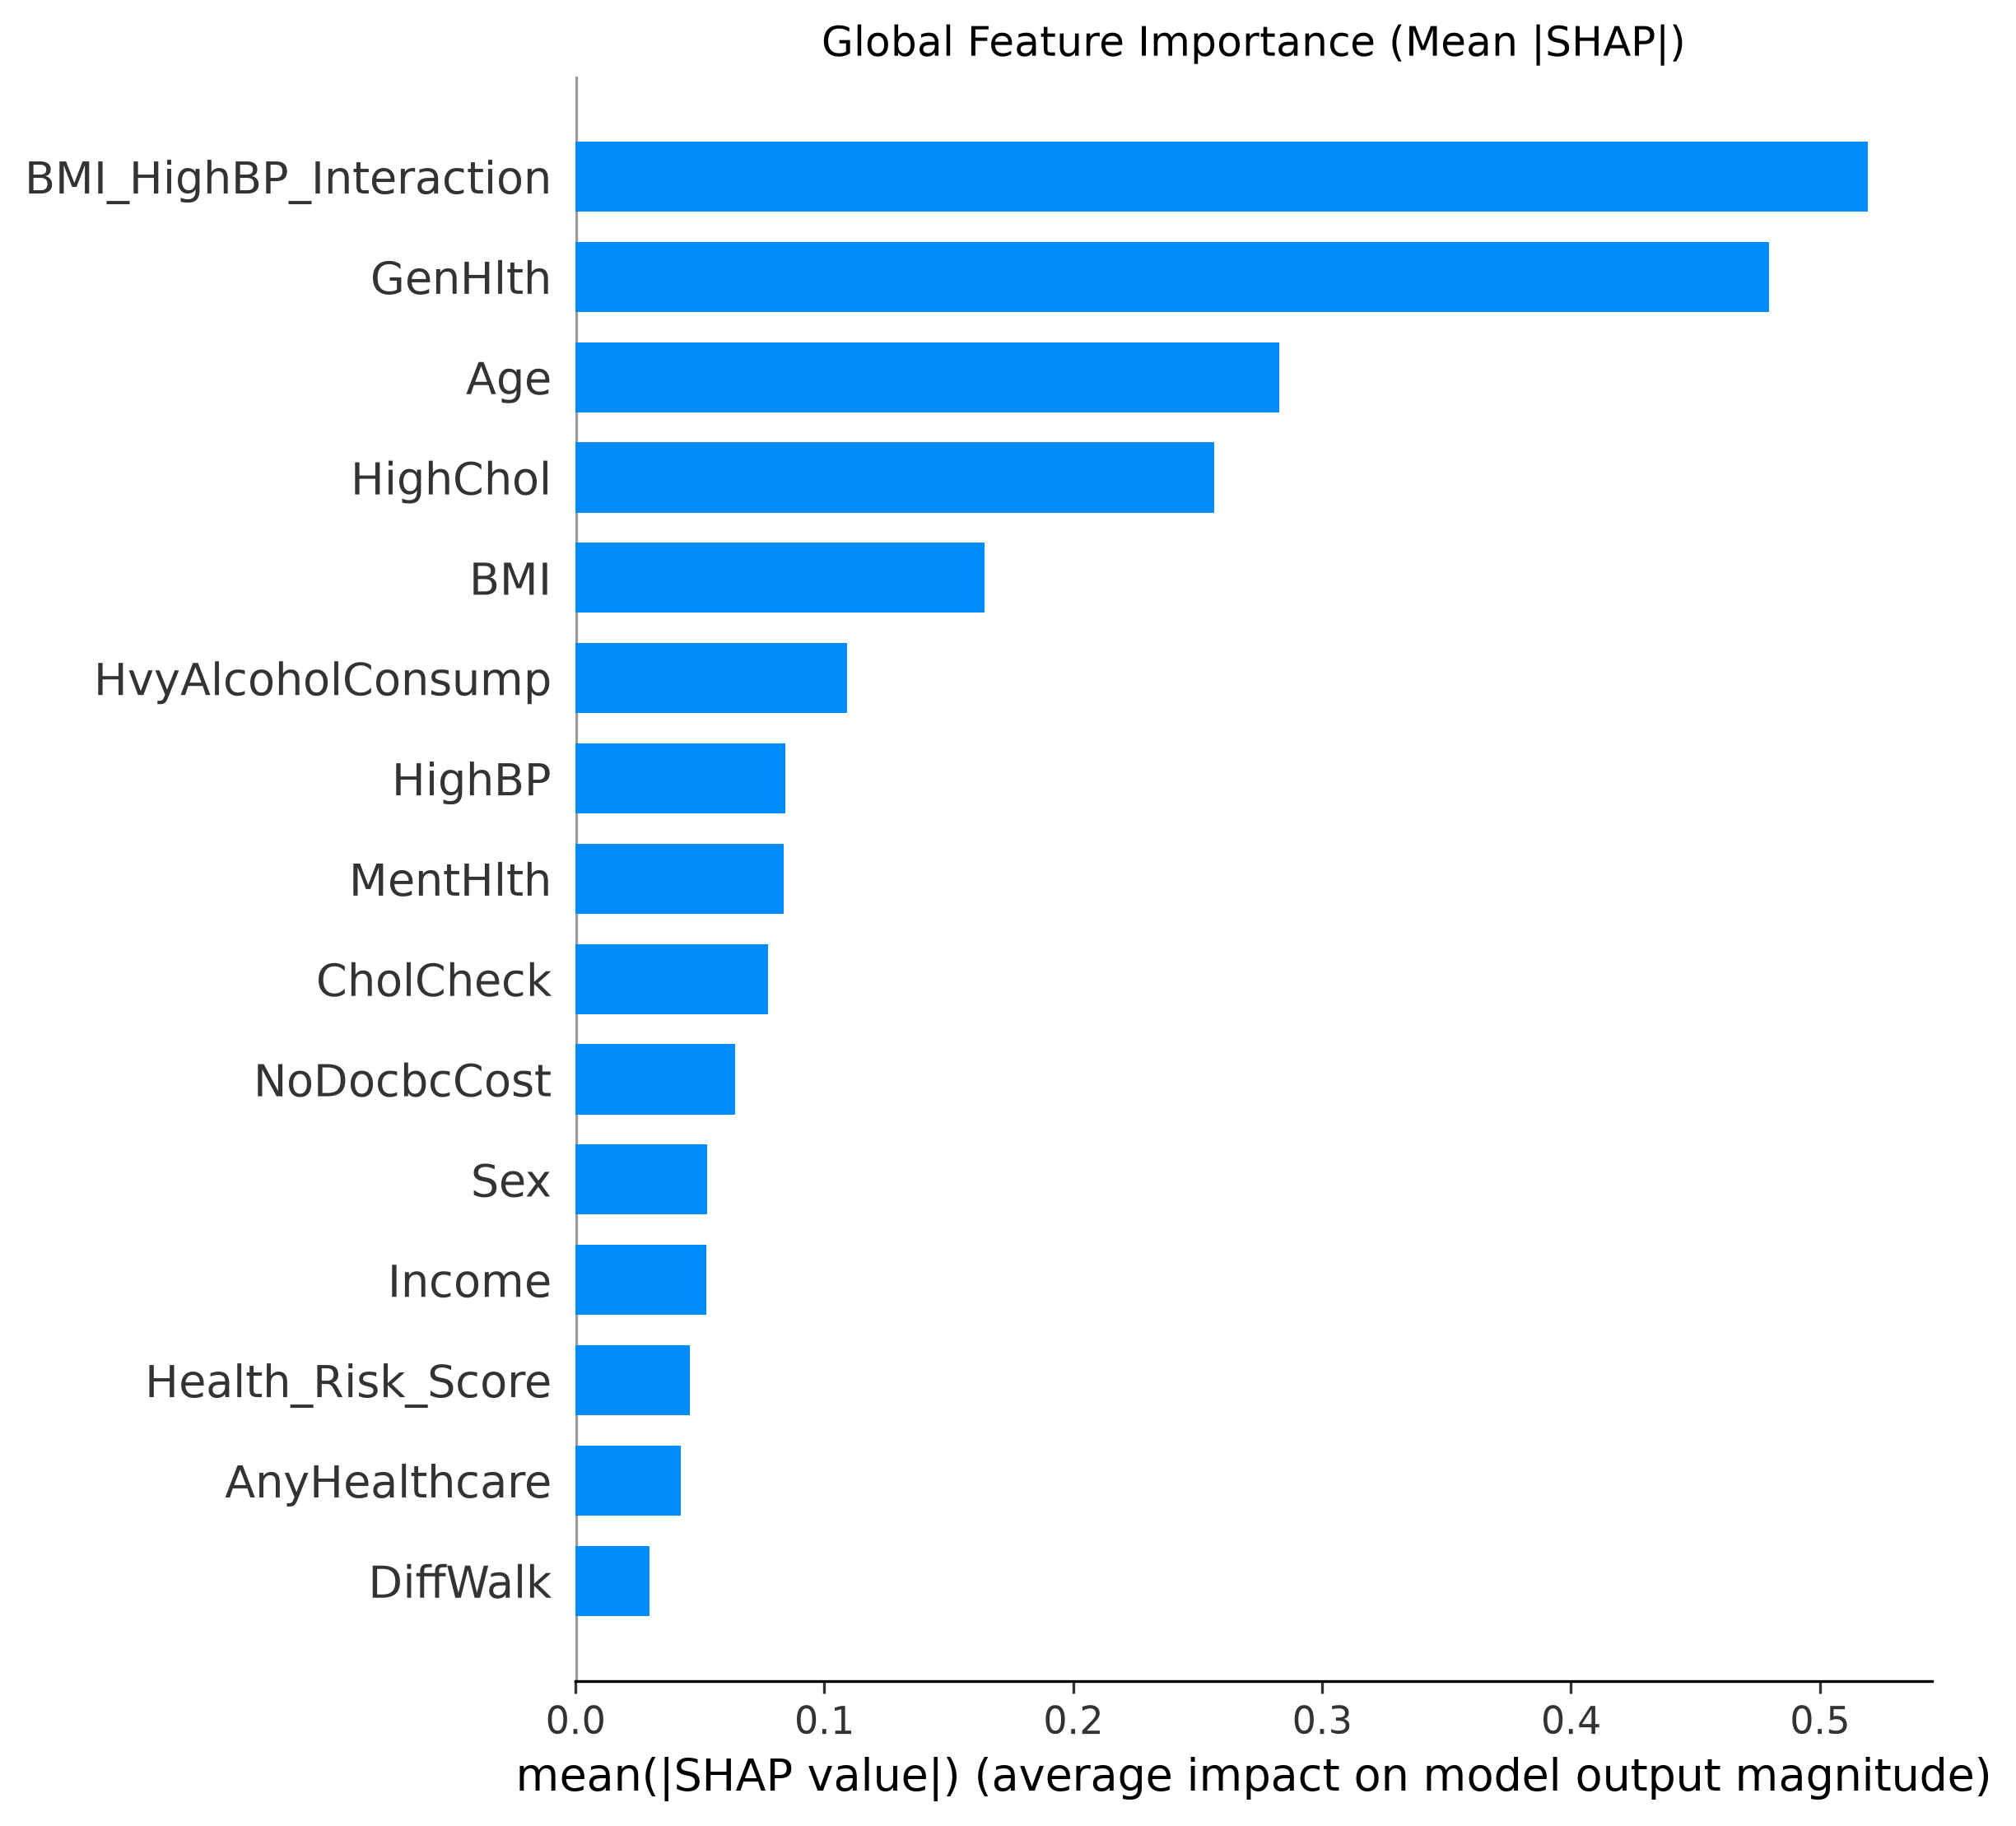 Global Feature Importance (Mean |SHAP|)
BMI_HighBP_Interaction
GenHlth
Age
HighChol
BMI
HvyAlcoholConsump
HighBP
MentHlth
CholCheck
NoDocbcCost
Sex
Income
Health_Risk_Score
AnyHealthcare
DiffWalk
0.0 0.1 0.2 0.3 0.4 0.5
mean(|SHAP value|) (average impact on model output magnitude)